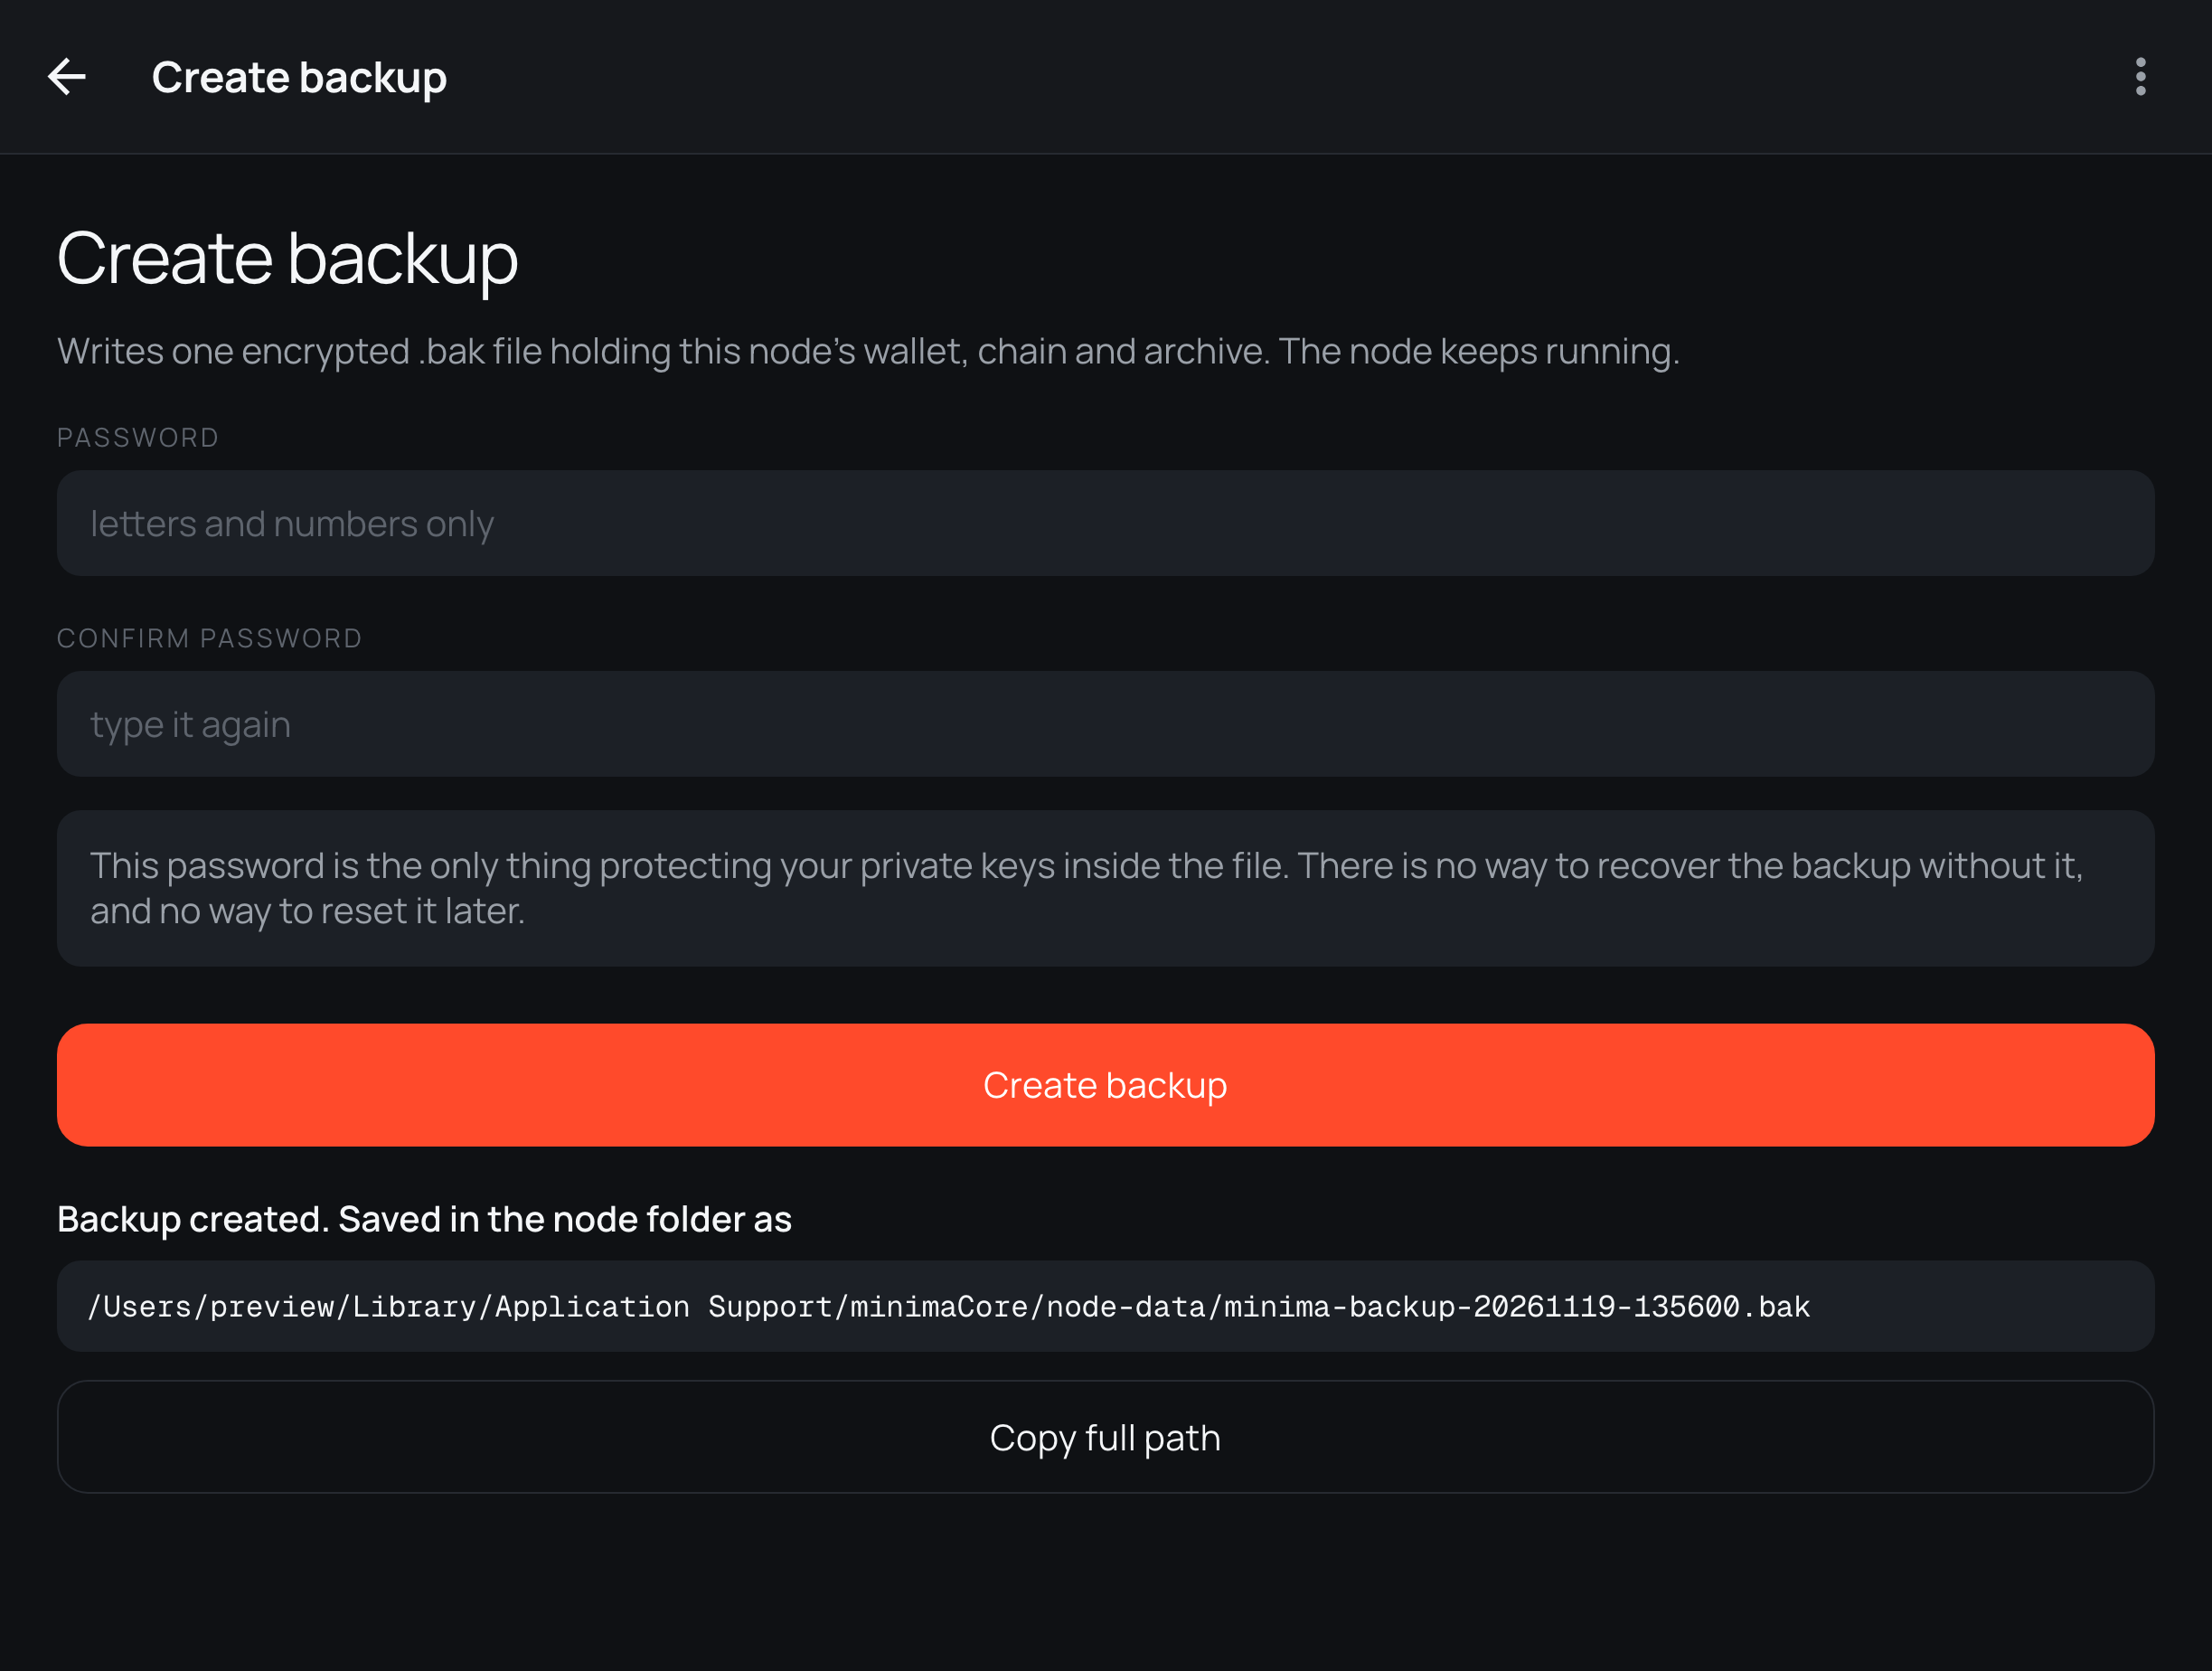 Create backup
Create backup
Writes one encrypted .bak file holding this node’s wallet, chain and archive. The node keeps running.
PASSWORD
letters and numbers only
CONFIRM PASSWORD
type it again
This password is the only thing protecting your private keys inside the file. There is no way to recover the backup without it,
and no way to reset it later.
Create backup
Backup created. Saved in the node folder as
/Users/preview/Library/Application Support/minimaCore/node-data/minima-backup-20261119-135600.bak
Copy full path